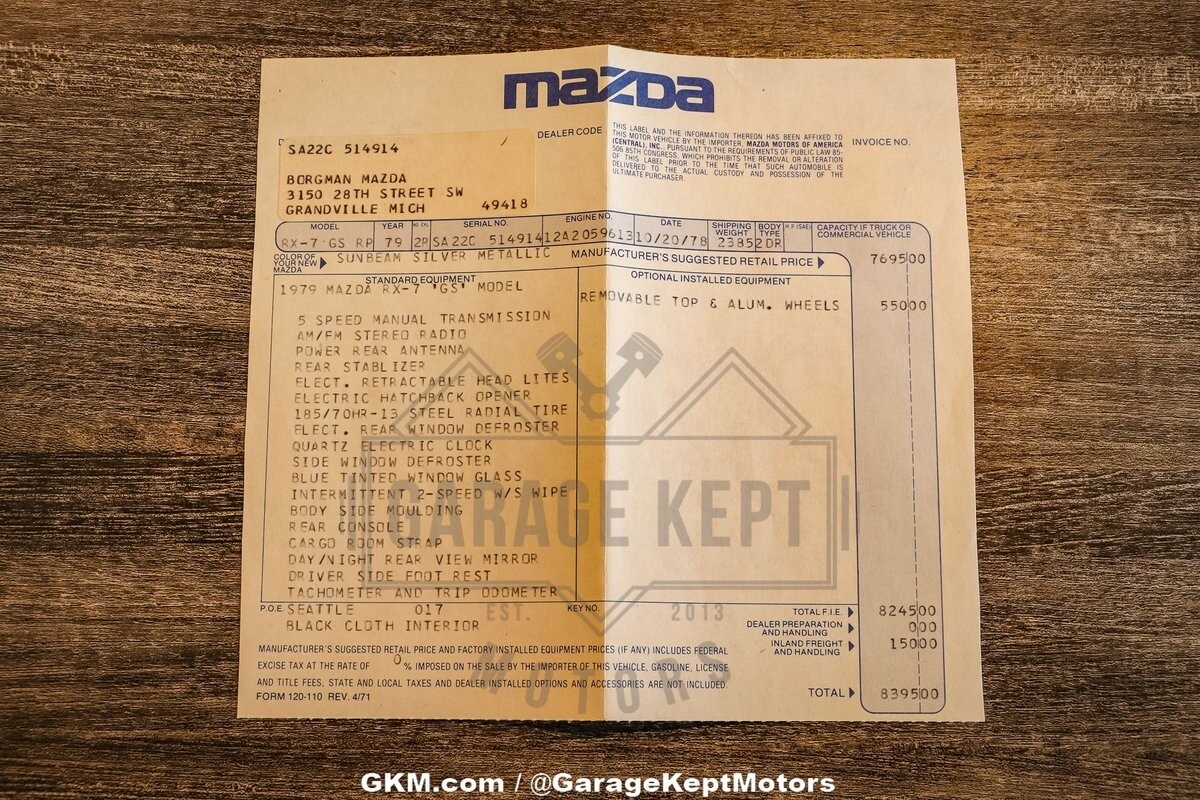 mazda
SA22C 514914
BORGMAN MAZDA
3150 28TH STREET SW
GRANDVILLE MICH 49418
DEALER CODE
THIS LABEL AND THE INFORMATION THEREON HAS BEEN AFFIXED TO
THIS MOTOR VEHICLE BY THE IMPORTER, MAZDA MOTORS OF AMERICA
(CENTRAL), INC., PURSUANT TO THE REQUIREMENTS OF PUBLIC LAW 85-
506 85TH CONGRESS, WHICH PROHIBITS THE REMOVAL OR ALTERATION
OF THIS LABEL PRIOR TO THE TIME THAT SUCH AUTOMOBILE IS
DELIVERED TO THE ACTUAL CUSTODY AND POSSESSION OF THE
ULTIMATE PURCHASER.
INVOICE NO.
MODEL YEAR NO. CYL. SERIAL NO. ENGINE NO. DATE SHIPPING WEIGHT BODY TYPE H.P. (SAE) CAPACITY IF TRUCK OR COMMERCIAL VEHICLE
RX-7 GS RP 79 2R SA22C 514914 12A2059613 10/20/78 2385 2DR
COLOR OF YOUR NEW MAZDA SUNBEAM SILVER METALLIC MANUFACTURER'S SUGGESTED RETAIL PRICE 769500
STANDARD EQUIPMENT
1979 MAZDA RX-7 'GS' MODEL
5 SPEED MANUAL TRANSMISSION
AM/FM STEREO RADIO
POWER REAR ANTENNA
REAR STABLIZER
ELECT. RETRACTABLE HEAD LITES
ELECTRIC HATCHBACK OPENER
185/70HR-13 STEEL RADIAL TIRE
ELECT. REAR WINDOW DEFROSTER
QUARTZ ELECTRIC CLOCK
SIDE WINDOW DEFROSTER
BLUE TINTED WINDOW GLASS
INTERMITTENT 2-SPEED W/S WIPE
BODY SIDE MOULDING
REAR CONSOLE
CARGO ROOM STRAP
DAY/NIGHT REAR VIEW MIRROR
DRIVER SIDE FOOT REST
TACHOMETER AND TRIP ODOMETER
OPTIONAL INSTALLED EQUIPMENT
REMOVABLE TOP & ALUM. WHEELS 55000
GARAGE KEPT
EST. 2013
MOTORS
P.O.E. SEATTLE 017 KEY NO.
BLACK CLOTH INTERIOR
TOTAL F.I.E. 824500
DEALER PREPARATION AND HANDLING 000
INLAND FREIGHT AND HANDLING 15000
MANUFACTURER'S SUGGESTED RETAIL PRICE AND FACTORY INSTALLED EQUIPMENT PRICES (IF ANY) INCLUDES FEDERAL
EXCISE TAX AT THE RATE OF 0 % IMPOSED ON THE SALE BY THE IMPORTER OF THIS VEHICLE, GASOLINE, LICENSE
AND TITLE FEES, STATE AND LOCAL TAXES AND DEALER INSTALLED OPTIONS AND ACCESSORIES ARE NOT INCLUDED.
FORM 120-110 REV. 4/71
TOTAL 839500
GKM.com / @GarageKeptMotors